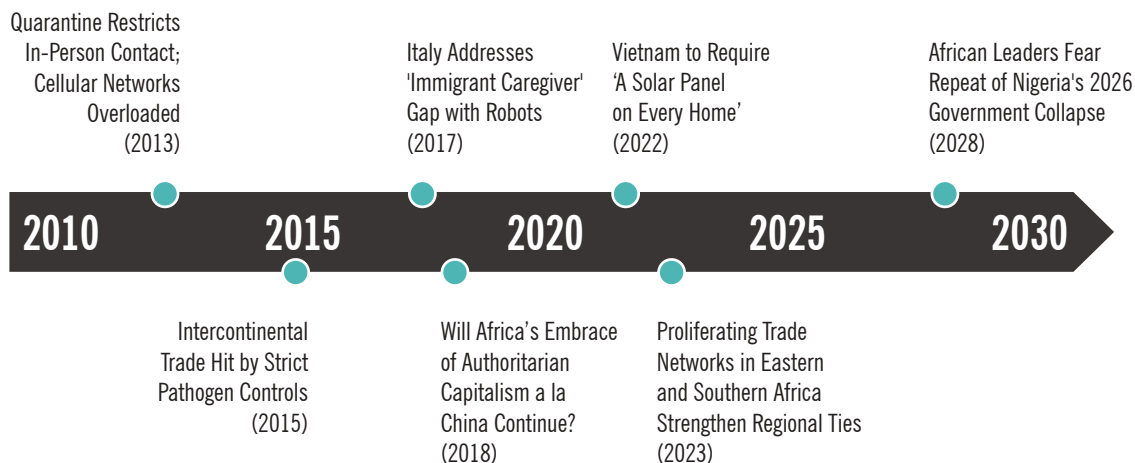 Quarantine Restricts
In-Person Contact;
Cellular Networks
Overloaded
(2013)
Italy Addresses
'Immigrant Caregiver'
Gap with Robots
(2017)
Vietnam to Require
‘A Solar Panel
on Every Home’
(2022)
African Leaders Fear
Repeat of Nigeria's 2026
Government Collapse
(2028)
2010
2015
2020
2025
2030
Intercontinental
Trade Hit by Strict
Pathogen Controls
(2015)
Will Africa’s Embrace
of Authoritarian
Capitalism a la
China Continue?
(2018)
Proliferating Trade
Networks in Eastern
and Southern Africa
Strengthen Regional Ties
(2023)